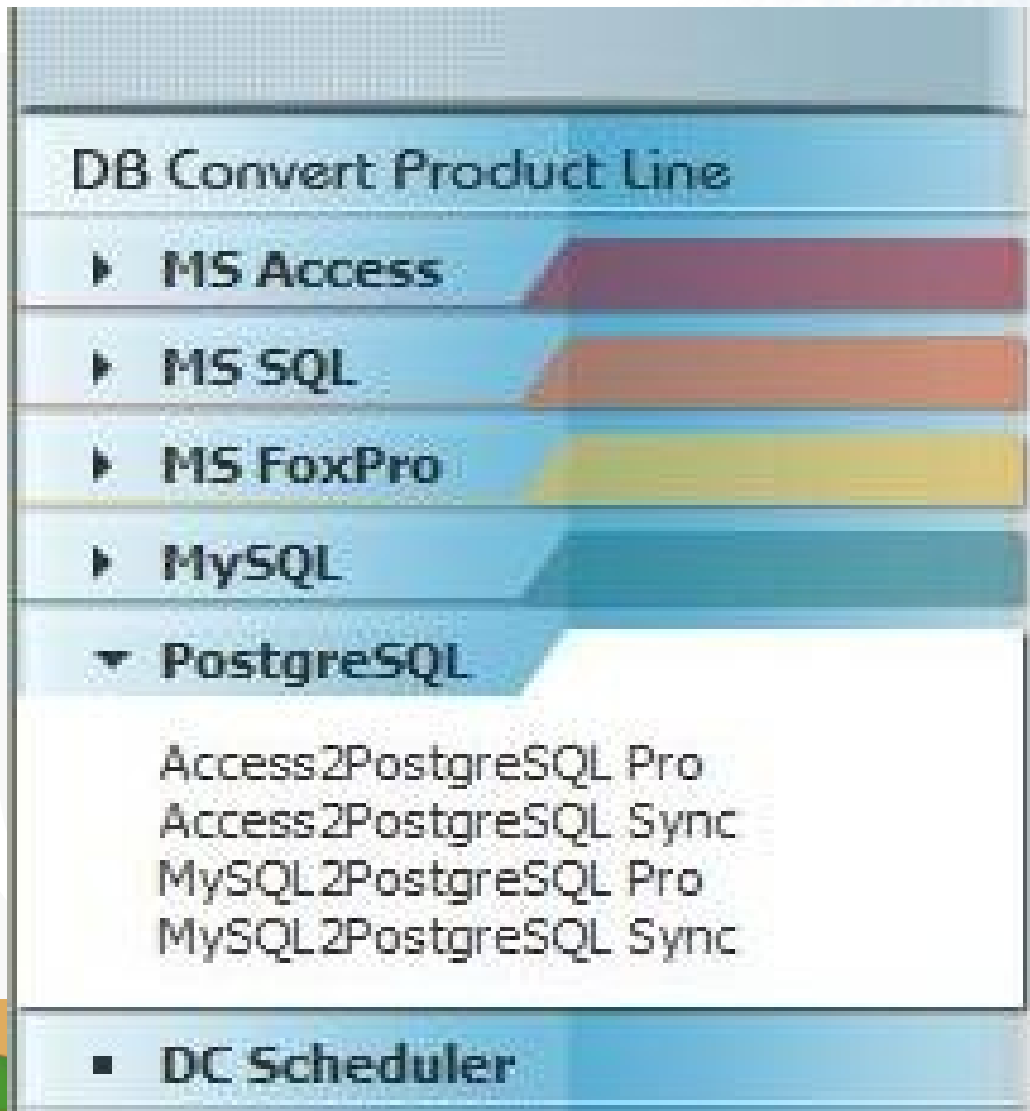 DB Convert Product Line
MS Access
MS SQL
MS FoxPro
MySQL
PostgreSQL
Access2PostgreSQL Pro
Access2PostgreSQL Sync
MySQL2PostgreSQL Pro
MySQL2PostgreSQL Sync
DC Scheduler